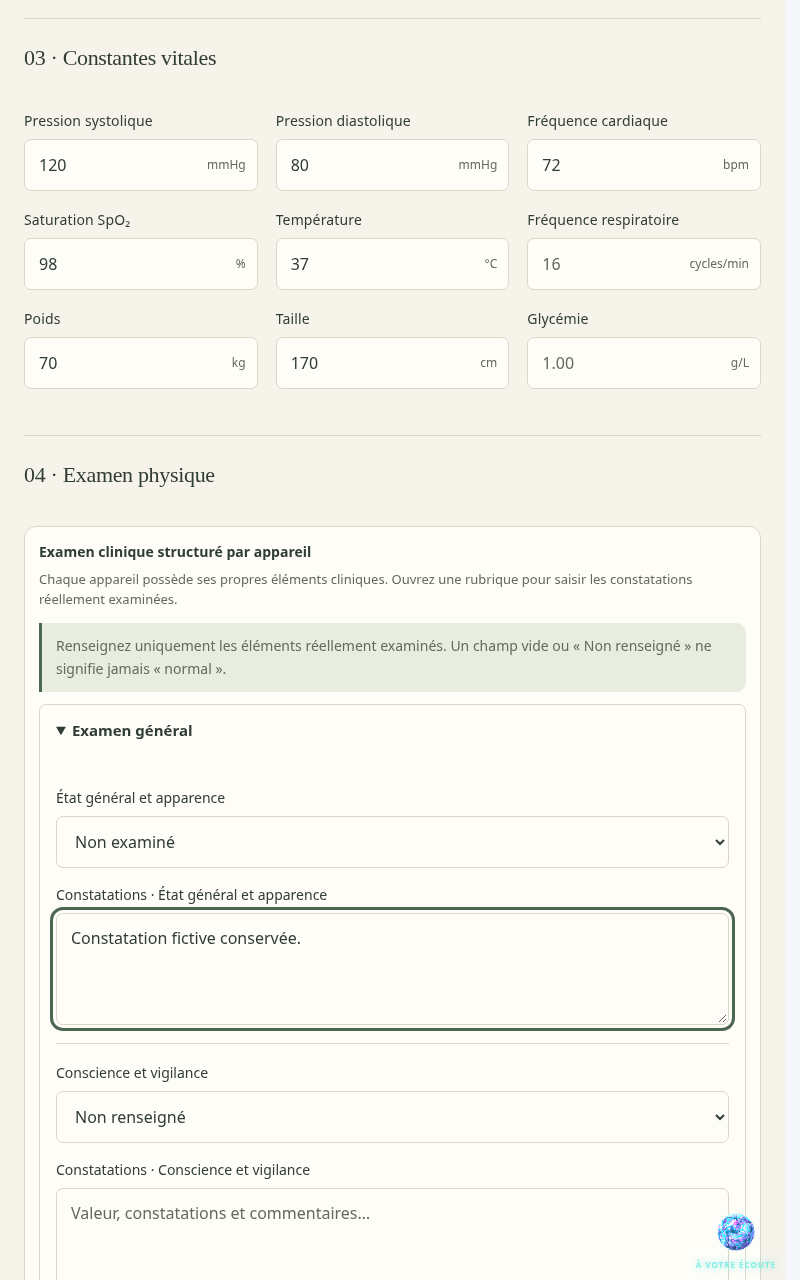 03 · Constantes vitales
Pression systolique
Pression diastolique
Fréquence cardiaque
120 mmHg
80 mmHg
72 bpm
Saturation SpO₂
Température
Fréquence respiratoire
98 %
37 °C
16 cycles/min
Poids
Taille
Glycémie
70 kg
170 cm
1.00 g/L
04 · Examen physique
Examen clinique structuré par appareil
Chaque appareil possède ses propres éléments cliniques. Ouvrez une rubrique pour saisir les constatations
réellement examinées.
Renseignez uniquement les éléments réellement examinés. Un champ vide ou « Non renseigné » ne
signifie jamais « normal ».
▼ Examen général
État général et apparence
Non examiné
Constatations · État général et apparence
Constatation fictive conservée.
Conscience et vigilance
Non renseigné
Constatations · Conscience et vigilance
Valeur, constatations et commentaires...
À VOTRE ÉCOUTE